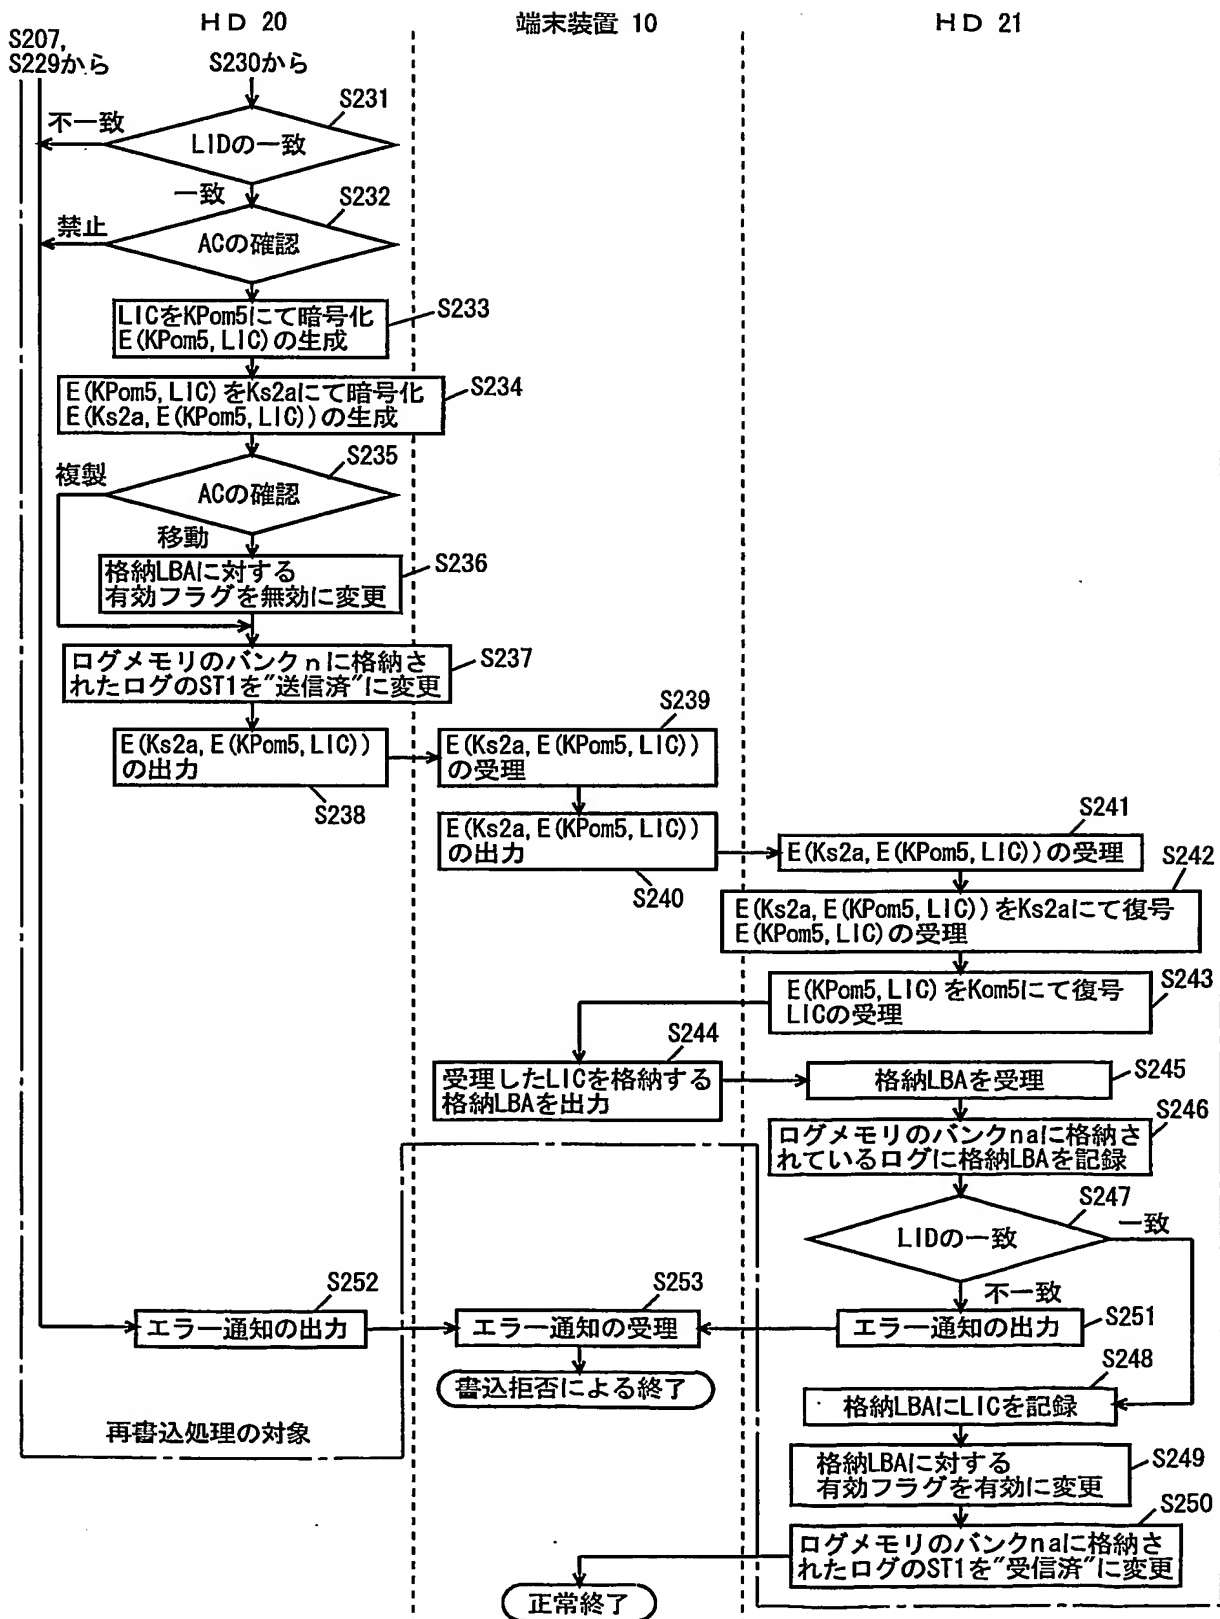 HD 20
端末装置 10
HD 21
S207,
S229から
S230から
S231
不一致
LIDの一致
一致
S232
禁止
ACの確認
LICをKPom5にて暗号化
E(KPom5, LIC)の生成
S233
E(KPom5, LIC)をKs2aにて暗号化
E(Ks2a, E(KPom5, LIC))の生成
S234
S235
複製
ACの確認
移動
格納LBAに対する
有効フラグを無効に変更
S236
ログメモリのバンクnに格納さ
れたログのST1を"送信済"に変更
S237
E(Ks2a, E(KPom5, LIC))
の出力
S238
S239
E(Ks2a, E(KPom5, LIC))
の受理
E(Ks2a, E(KPom5, LIC))
の出力
S240
S241
E(Ks2a, E(KPom5, LIC))の受理
S242
E(Ks2a, E(KPom5, LIC))をKs2aにて復号
E(KPom5, LIC)の受理
E(KPom5, LIC)をKom5にて復号
LICの受理
S243
S244
受理したLICを格納する
格納LBAを出力
格納LBAを受理
S245
S246
ログメモリのバンクnaに格納さ
れているログに格納LBAを記録
S247
LIDの一致
一致
不一致
S252
エラー通知の出力
S253
エラー通知の受理
エラー通知の出力
S251
書込拒否による終了
S248
格納LBAにLICを記録
再書込処理の対象
格納LBAに対する
有効フラグを有効に変更
S249
S250
ログメモリのバンクnaに格納さ
れたログのST1を"受信済"に変更
正常終了